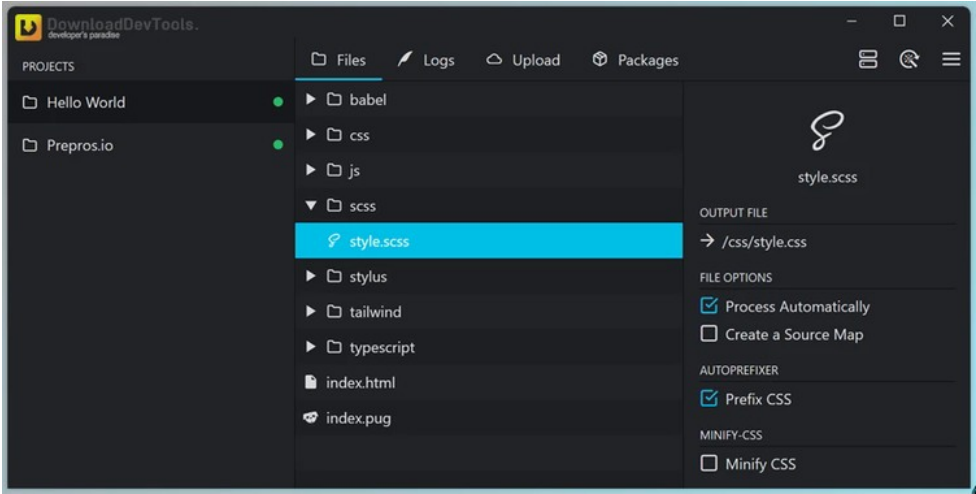 DownloadDevTools.
developer's paradise
PROJECTS
Hello World
Prepros.io
Files Logs Upload Packages
babel
css
js
scss
style.scss
stylus
tailwind
typescript
index.html
index.pug
style.scss
OUTPUT FILE
/css/style.css
FILE OPTIONS
Process Automatically
Create a Source Map
AUTOPREFIXER
Prefix CSS
MINIFY-CSS
Minify CSS